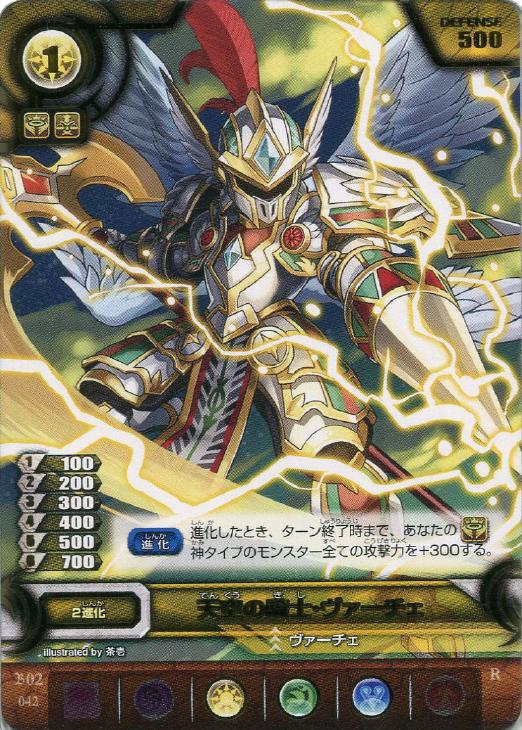 DEFENSE
500
1
1 100
2 200
3 300
4 400
5 500
6 700
進化 進化したとき、ターン終了時まで、あなたの
神タイプのモンスター全ての攻撃力を+300する。
2進化
天空の騎士・ヴァーチェ
ヴァーチェ
illustrated by 茶壱
B02
042
R